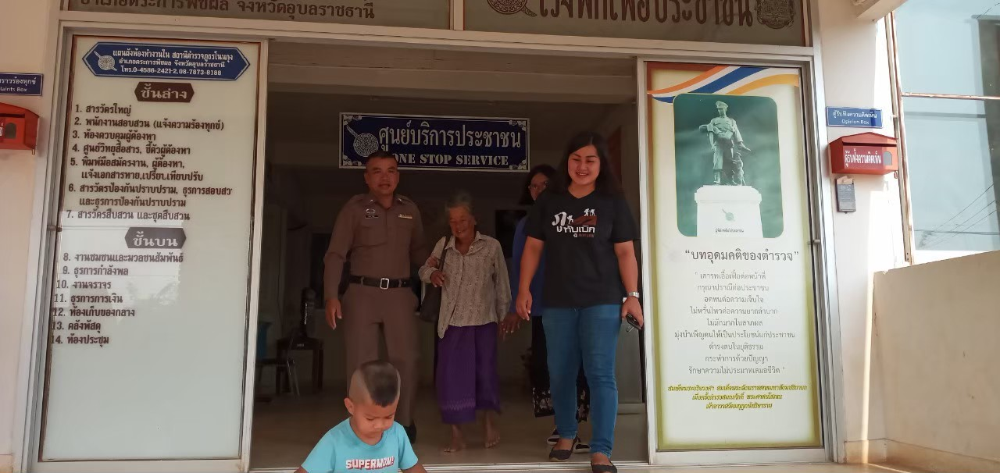 อำเภอตระการพืชผล จังหวัดอุบลราชธานี
โรงพักเพื่อประชาชน
แผนผังห้องทำงานใน สถานีตำรวจภูธรโนนกุง
อำเภอตระการพืชผล จังหวัดอุบลราชธานี
โทร.0-4586-2421-2,08-7873-8188
ชั้นล่าง
1. สารวัตรใหญ่
2. พนักงานสอบสวน (แจ้งความร้องทุกข์)
3. ห้องควบคุมผู้ต้องหา
4. ศูนย์วิทยุสื่อสาร, ชี้ตัวผู้ต้องหา
5. พิมพ์มือสมัครงาน, ผู้ต้องหา,
แจ้งเอกสารหาย,เปรียบเทียบปรับ
6. สารวัตรป้องกันปราบปราม, ธุรการสอบสว
และธุรการป้องกันปราบปราม
7. สารวัตรสืบสวน และชุดสืบสวน
ชั้นบน
8. งานชุมชนและมวลชนสัมพันธ์
9. ธุรการกำลังพล
10. งานจราจร
11. ธุรการการเงิน
12. ห้องเก็บของกลาง
13. คลังพัสดุ
14. ห้องประชุม
ศูนย์บริการประชาชน
ONE STOP SERVICE
ทับเบิก
SUPERMOM!
“บทอุดมคติของตำรวจ”
" เคารพเอื้อเฟื้อต่อหน้าที่
กรุณาปราณีต่อประชาชน
อดทนต่อความเจ็บใจ
ไม่หวั่นไหวต่อความยากลำบาก
ไม่มักมากในลาภผล
มุ่งบำเพ็ญตนให้เป็นประโยชน์แก่ประชาชน
ดำรงตนในยุติธรรม
กระทำการด้วยปัญญา
รักษาความไม่ประมาทเสมอชีวิต "
ตู้รับฟังความคิดเห็น
Opinion Box
ตู้รับฟังความคิดเห็น